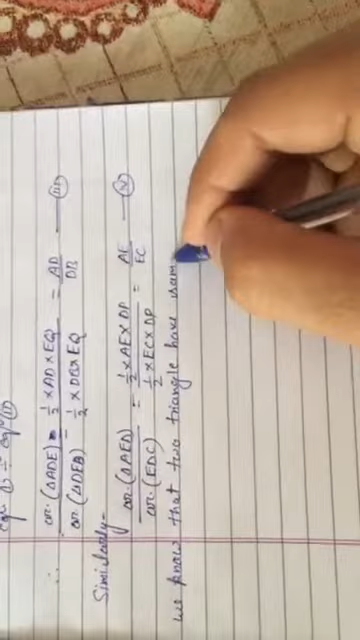 eqn (i) ÷ eqn (ii)
∴ ar.(ΔADE) / ar.(ΔDEB) = ½ × AD × EQ / ½ × DB × EQ = AD / DB — (iii)
Similarly-
ar.(ΔAED) / ar.(EDC) = ½ × AE × DP / ½ × EC × DP = AE / EC
we know that two triangle have sam